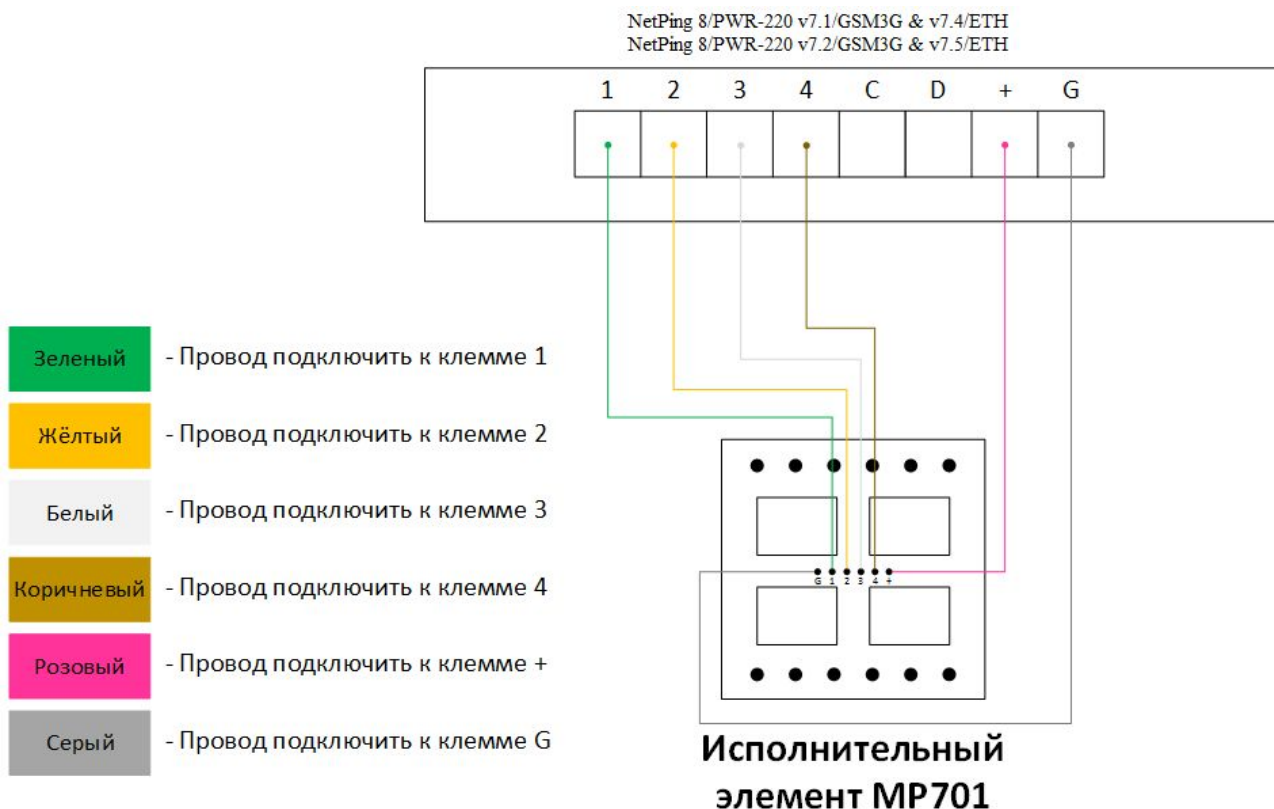 NetPing 8/PWR-220 v7.1/GSM3G & v7.4/ETH
NetPing 8/PWR-220 v7.2/GSM3G & v7.5/ETH
1 2 3 4 C D + G
Зеленый - Провод подключить к клемме 1
Жёлтый - Провод подключить к клемме 2
Белый - Провод подключить к клемме 3
Коричневый - Провод подключить к клемме 4
Розовый - Провод подключить к клемме +
Серый - Провод подключить к клемме G
G 1 2 3 4 +
Исполнительный
элемент MP701